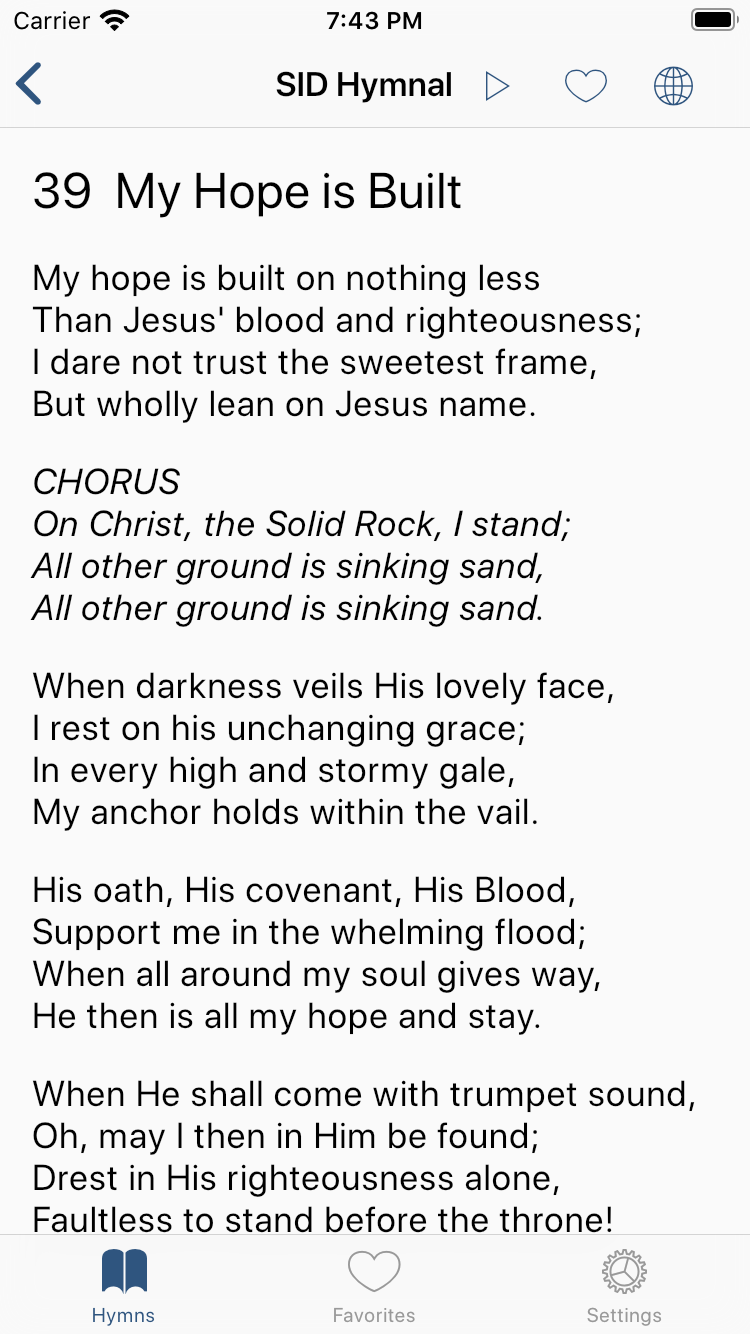 Carrier 7:43 PM
SID Hymnal
39 My Hope is Built
My hope is built on nothing less
Than Jesus' blood and righteousness;
I dare not trust the sweetest frame,
But wholly lean on Jesus name.
CHORUS
On Christ, the Solid Rock, I stand;
All other ground is sinking sand,
All other ground is sinking sand.
When darkness veils His lovely face,
I rest on his unchanging grace;
In every high and stormy gale,
My anchor holds within the vail.
His oath, His covenant, His Blood,
Support me in the whelming flood;
When all around my soul gives way,
He then is all my hope and stay.
When He shall come with trumpet sound,
Oh, may I then in Him be found;
Drest in His righteousness alone,
Faultless to stand before the throne!
Hymns Favorites Settings